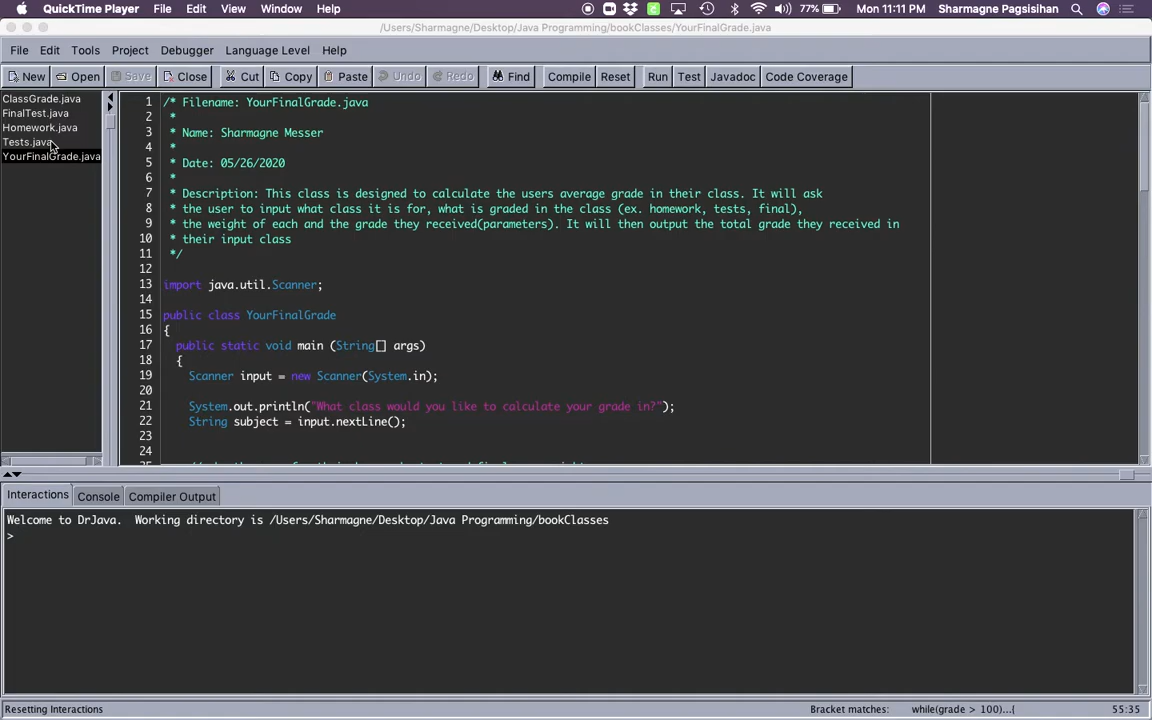 QuickTime Player File Edit View Window Help 77% Mon 11:11 PM Sharmagne Pagsisihan
/Users/Sharmagne/Desktop/Java Programming/bookClasses/YourFinalGrade.java
File Edit Tools Project Debugger Language Level Help
New Open Save Close Cut Copy Paste Undo Redo Find Compile Reset Run Test Javadoc Code Coverage
ClassGrade.java
FinalTest.java
Homework.java
Tests.java
YourFinalGrade.java
1 /* Filename: YourFinalGrade.java
2 *
3 * Name: Sharmagne Messer
4 *
5 * Date: 05/26/2020
6 *
7 * Description: This class is designed to calculate the users average grade in their class. It will ask
8 * the user to input what class it is for, what is graded in the class (ex. homework, tests, final),
9 * the weight of each and the grade they received(parameters). It will then output the total grade they received in
10 * their input class
11 */
12
13 import java.util.Scanner;
14
15 public class YourFinalGrade
16 {
17 public static void main (String[] args)
18 {
19 Scanner input = new Scanner(System.in);
20
21 System.out.println("What class would you like to calculate your grade in?");
22 String subject = input.nextLine();
23
24
Interactions Console Compiler Output
Welcome to DrJava. Working directory is /Users/Sharmagne/Desktop/Java Programming/bookClasses
>
Resetting Interactions Bracket matches: while(grade > 100)...{ 55:35